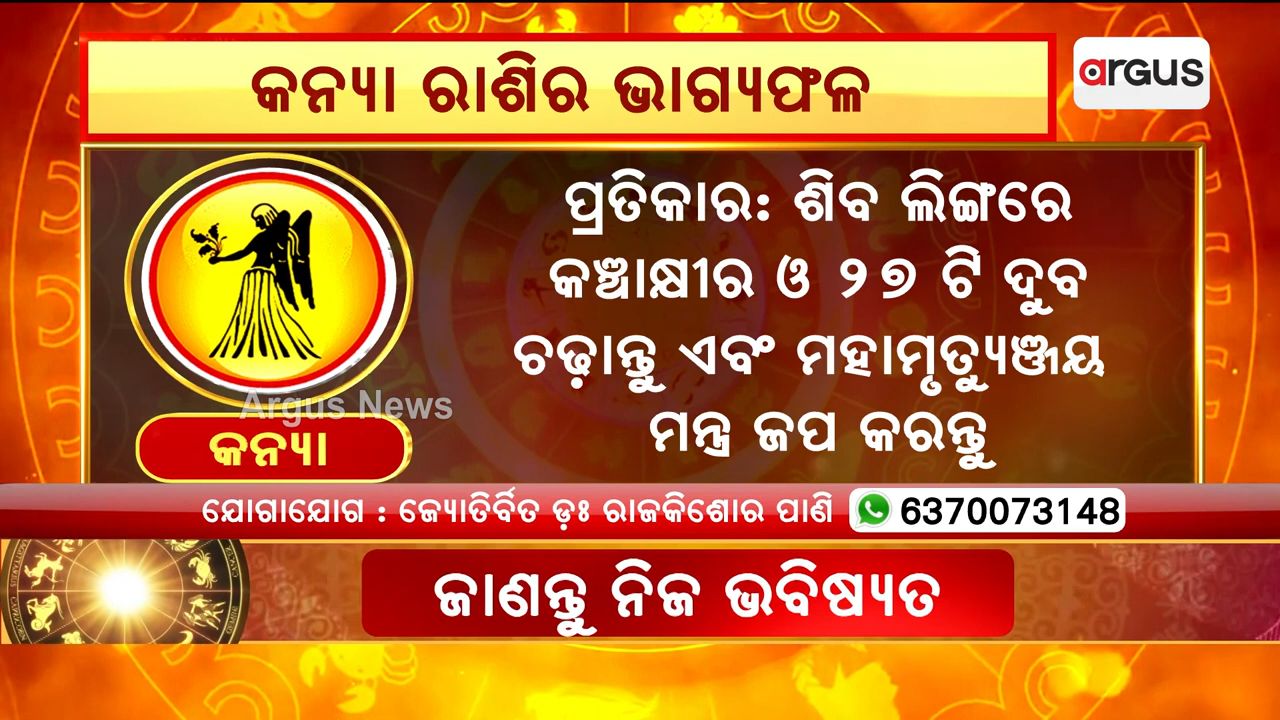 କନ୍ୟା ରାଶିର ଭାଗ୍ୟଫଳ
argus
ପ୍ରତିକାର: ଶିବ ଲିଙ୍ଗରେ
କଞ୍ଚାକ୍ଷୀର ଓ ୨୭ ଟି ଦୁବ
ଚଢ଼ାନ୍ତୁ ଏବଂ ମହାମୃତ୍ୟୁଞ୍ଜୟ
ମନ୍ତ୍ର ଜପ କରନ୍ତୁ
Argus News
କନ୍ୟା
ଯୋଗାଯୋଗ : ଜ୍ୟୋତିର୍ବିତ ଡ଼ଃ ରାଜକିଶୋର ପାଣି 6370073148
ଜାଣନ୍ତୁ ନିଜ ଭବିଷ୍ୟତ